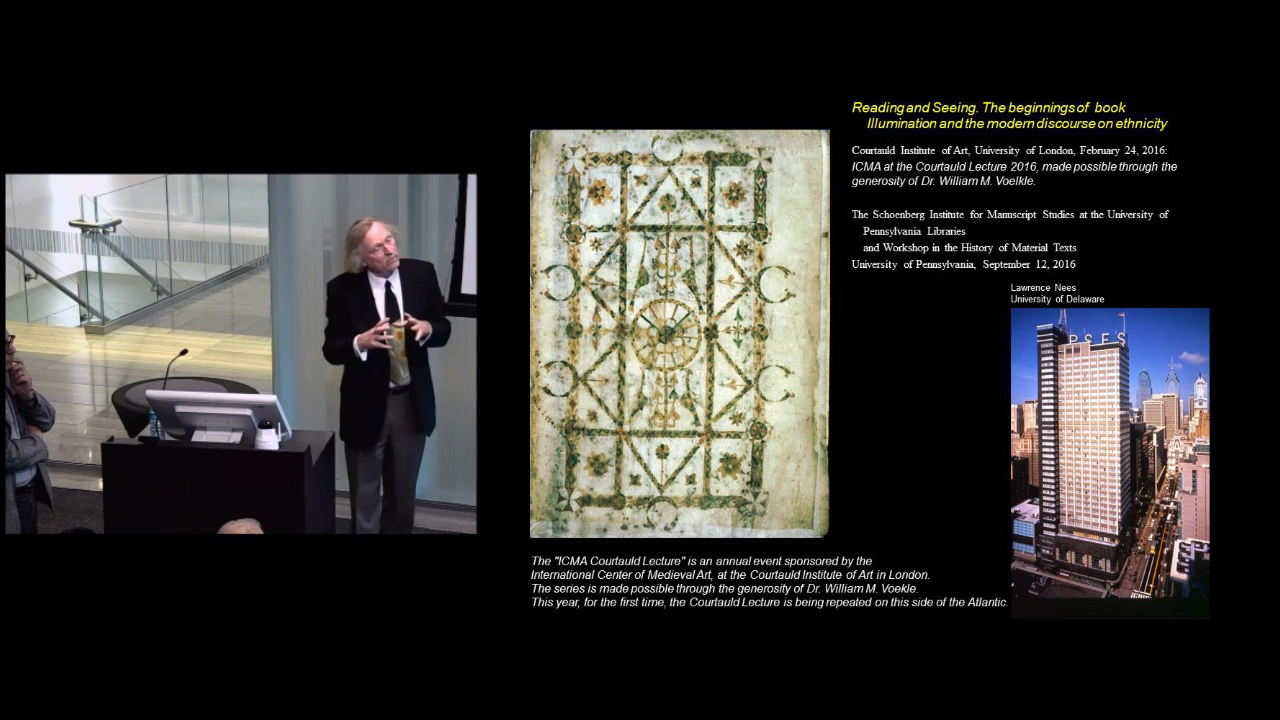 Reading and Seeing. The beginnings of book
Illumination and the modern discourse on ethnicity
Courtauld Institute of Art, University of London, February 24, 2016:
ICMA at the Courtauld Lecture 2016, made possible through the
generosity of Dr. William M. Voelkle.
The Schoenberg Institute for Manuscript Studies at the University of
Pennsylvania Libraries
and Workshop in the History of Material Texts
University of Pennsylvania, September 12, 2016
Lawrence Nees
University of Delaware
PSFS
The "ICMA Courtauld Lecture" is an annual event sponsored by the
International Center of Medieval Art, at the Courtauld Institute of Art in London.
The series is made possible through the generosity of Dr. William M. Voekle.
This year, for the first time, the Courtauld Lecture is being repeated on this side of the Atlantic.